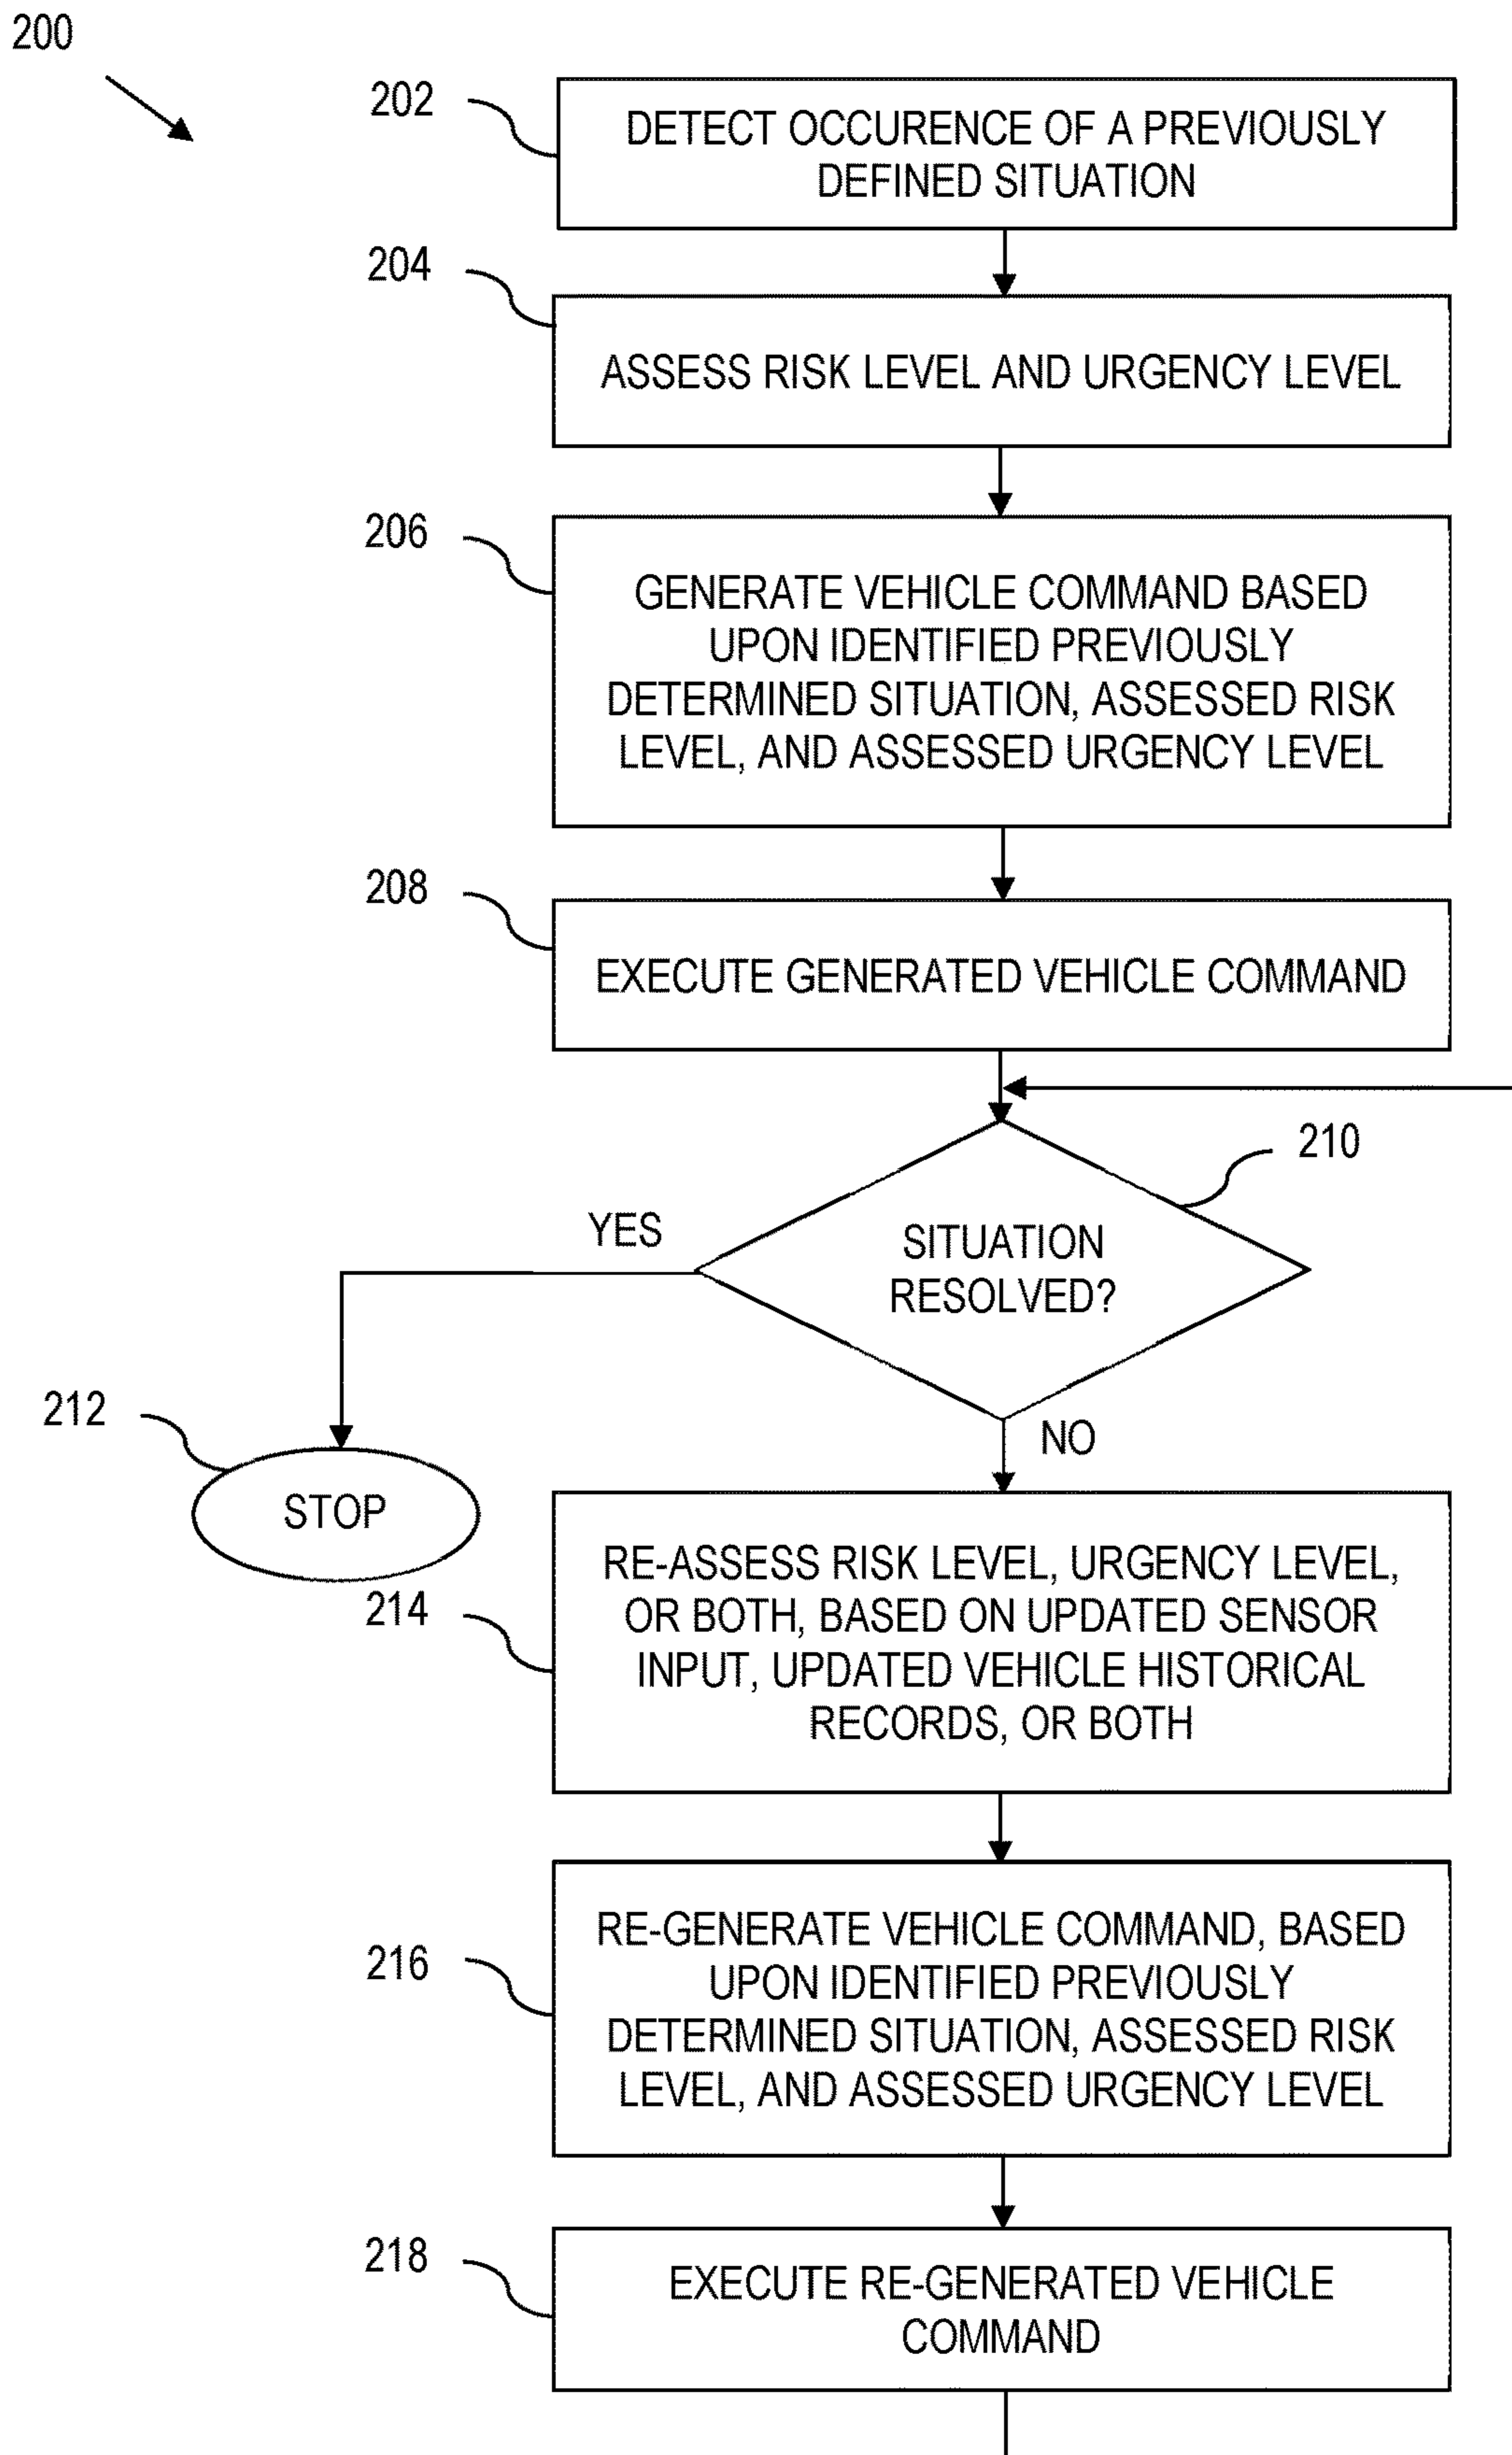 200
202
DETECT OCCURENCE OF A PREVIOUSLY
DEFINED SITUATION
204
ASSESS RISK LEVEL AND URGENCY LEVEL
206
GENERATE VEHICLE COMMAND BASED
UPON IDENTIFIED PREVIOUSLY
DETERMINED SITUATION, ASSESSED RISK
LEVEL, AND ASSESSED URGENCY LEVEL
208
EXECUTE GENERATED VEHICLE COMMAND
210
YES
SITUATION
RESOLVED?
212
NO
STOP
214
RE-ASSESS RISK LEVEL, URGENCY LEVEL,
OR BOTH, BASED ON UPDATED SENSOR
INPUT, UPDATED VEHICLE HISTORICAL
RECORDS, OR BOTH
216
RE-GENERATE VEHICLE COMMAND, BASED
UPON IDENTIFIED PREVIOUSLY
DETERMINED SITUATION, ASSESSED RISK
LEVEL, AND ASSESSED URGENCY LEVEL
218
EXECUTE RE-GENERATED VEHICLE
COMMAND